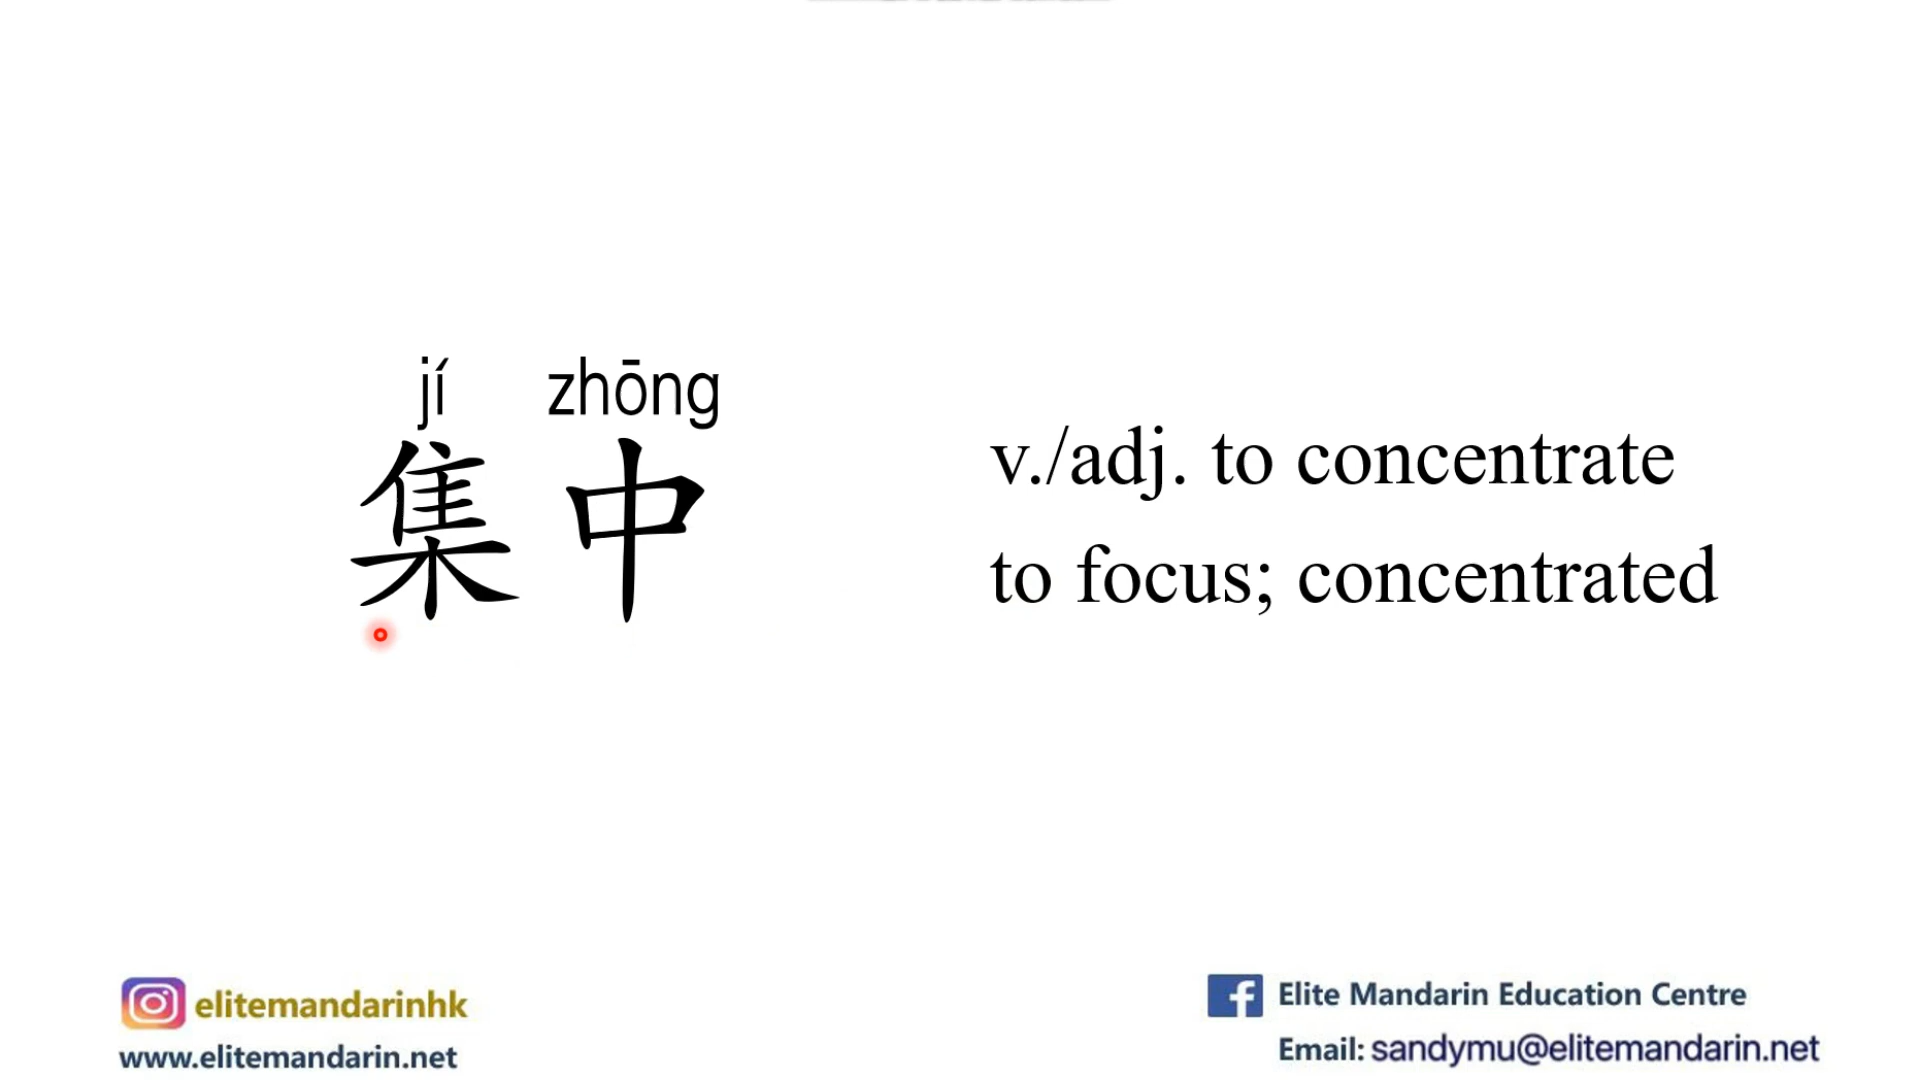 jí zhōng
集中
v./adj. to concentrate
to focus; concentrated
elitemandarinhk
www.elitemandarin.net
Elite Mandarin Education Centre
Email: sandymu@elitemandarin.net